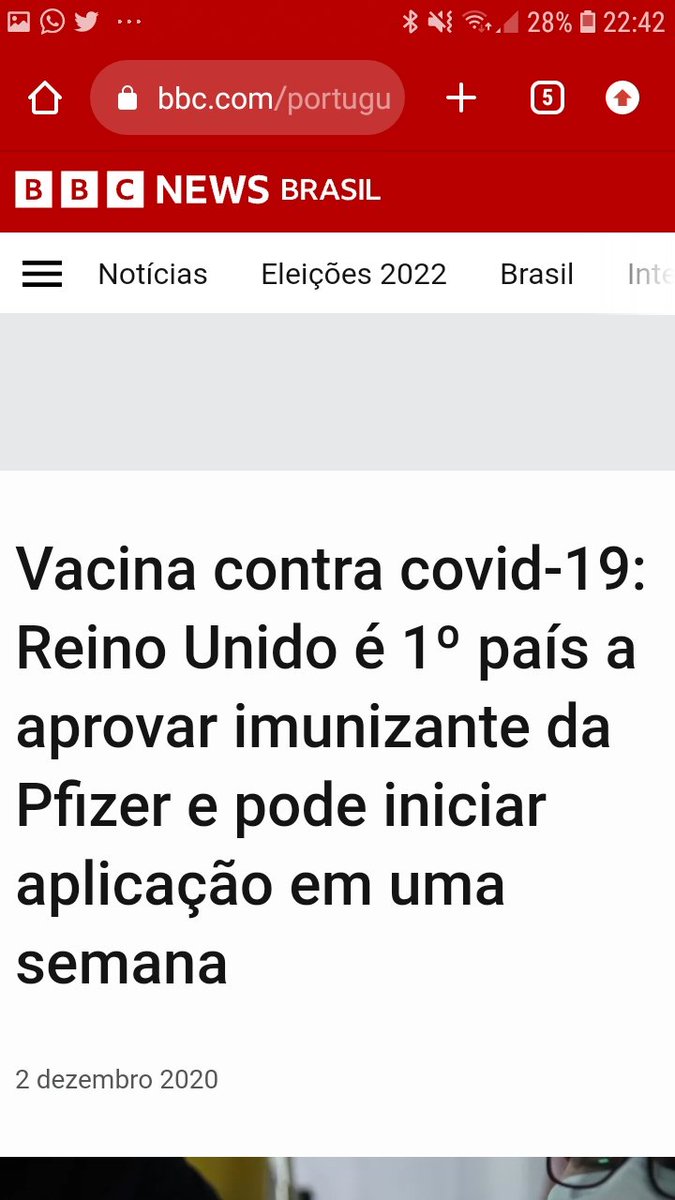 28% 22:42
bbc.com/portugu
5
BBC NEWS BRASIL
Notícias Eleições 2022 Brasil Inte
Vacina contra covid-19:
Reino Unido é 1º país a
aprovar imunizante da
Pfizer e pode iniciar
aplicação em uma
semana
2 dezembro 2020